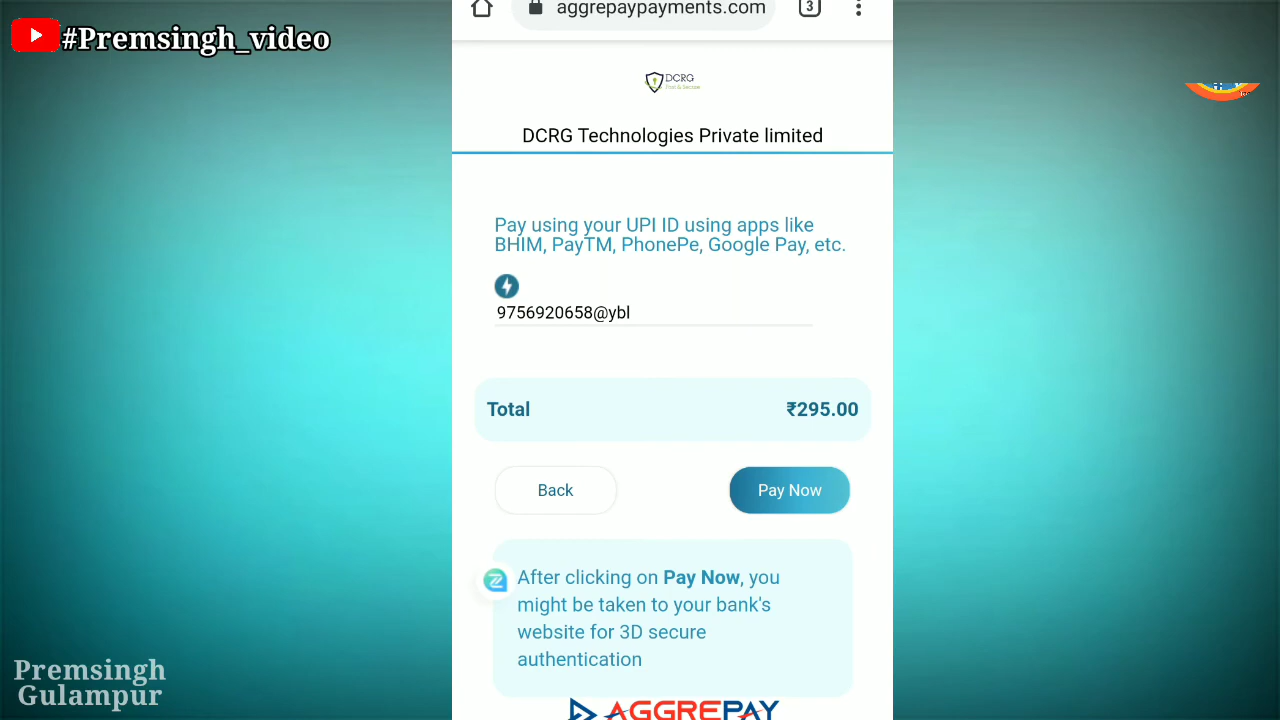 #Premsingh_video
aggrepaypayments.com
3
DCRG
DCRG Technologies Private limited
Pay using your UPI ID using apps like
BHIM, PayTM, PhonePe, Google Pay, etc.
9756920658@ybl
Total ₹295.00
Back Pay Now
After clicking on Pay Now, you
might be taken to your bank's
website for 3D secure
authentication
AGGREPAY
Premsingh
Gulampur